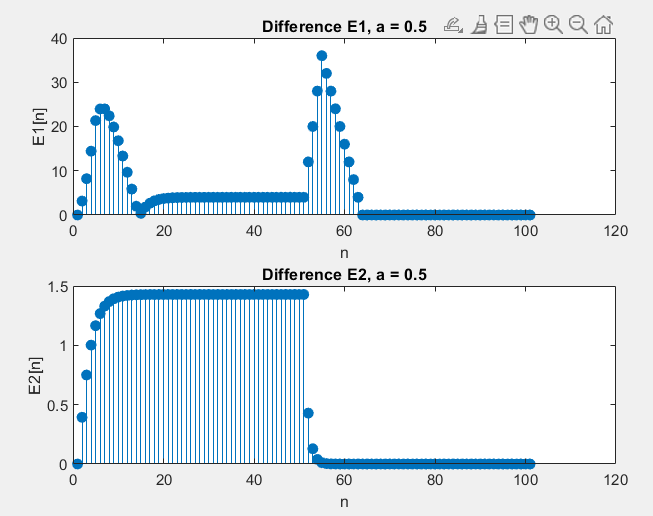 Difference E1, a = 0.5
40
30
20
10
0
E1[n]
0 20 40 60 80 100 120
n
Difference E2, a = 0.5
1.5
1
0.5
0
E2[n]
0 20 40 60 80 100 120
n